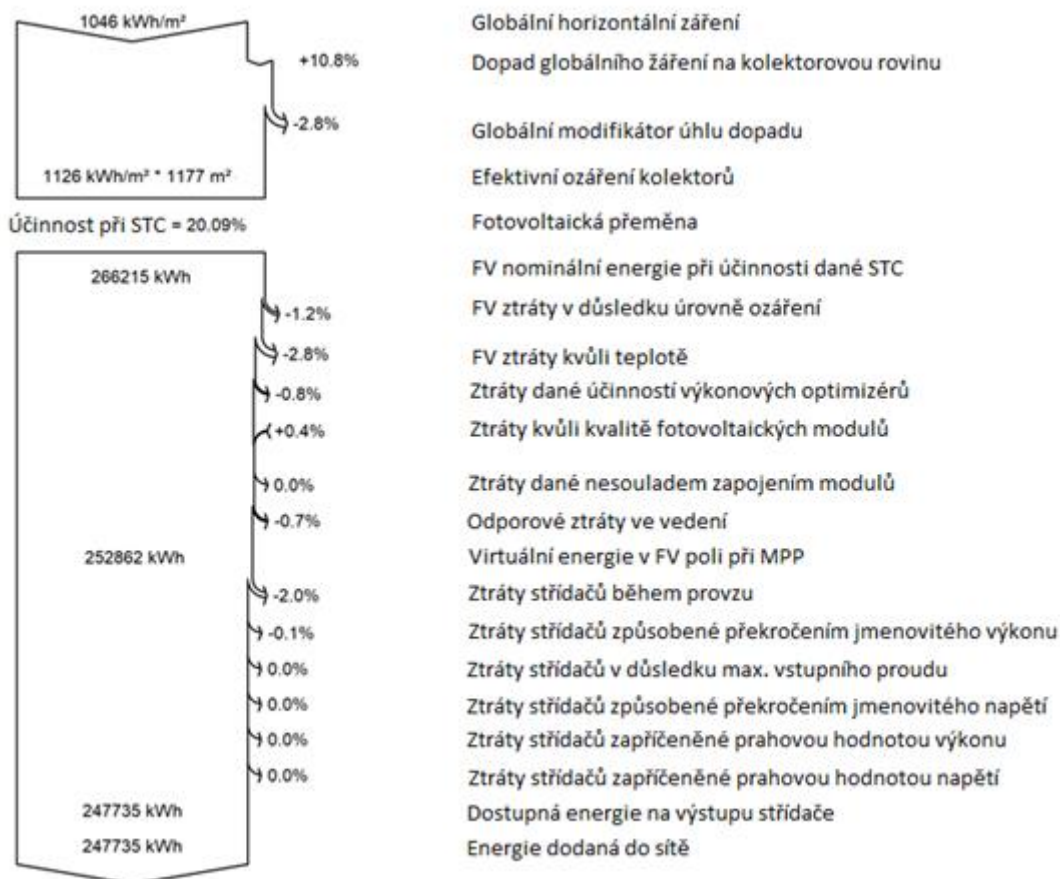 1046 kWh/m² Globální horizontální záření
+10.8% Dopad globálního žáření na kolektorovou rovinu
-2.8% Globální modifikátor úhlu dopadu
1126 kWh/m² * 1177 m² Efektivní ozáření kolektorů
Účinnost při STC = 20.09% Fotovoltaická přeměna
266215 kWh FV nominální energie při účinnosti dané STC
-1.2% FV ztráty v důsledku úrovně ozáření
-2.8% FV ztráty kvůli teplotě
-0.8% Ztráty dané účinností výkonových optimizérů
+0.4% Ztráty kvůli kvalitě fotovoltaických modulů
0.0% Ztráty dané nesouladem zapojením modulů
-0.7% Odporové ztráty ve vedení
252862 kWh Virtuální energie v FV poli při MPP
-2.0% Ztráty střídačů během provzu
-0.1% Ztráty střídačů způsobené překročením jmenovitého výkonu
0.0% Ztráty střídačů v důsledku max. vstupního proudu
0.0% Ztráty střídačů způsobené překročením jmenovitého napětí
0.0% Ztráty střídačů zapříčeněné prahovou hodnotou výkonu
0.0% Ztráty střídačů zapříčeněné prahovou hodnotou napětí
247735 kWh Dostupná energie na výstupu střídače
247735 kWh Energie dodaná do sítě